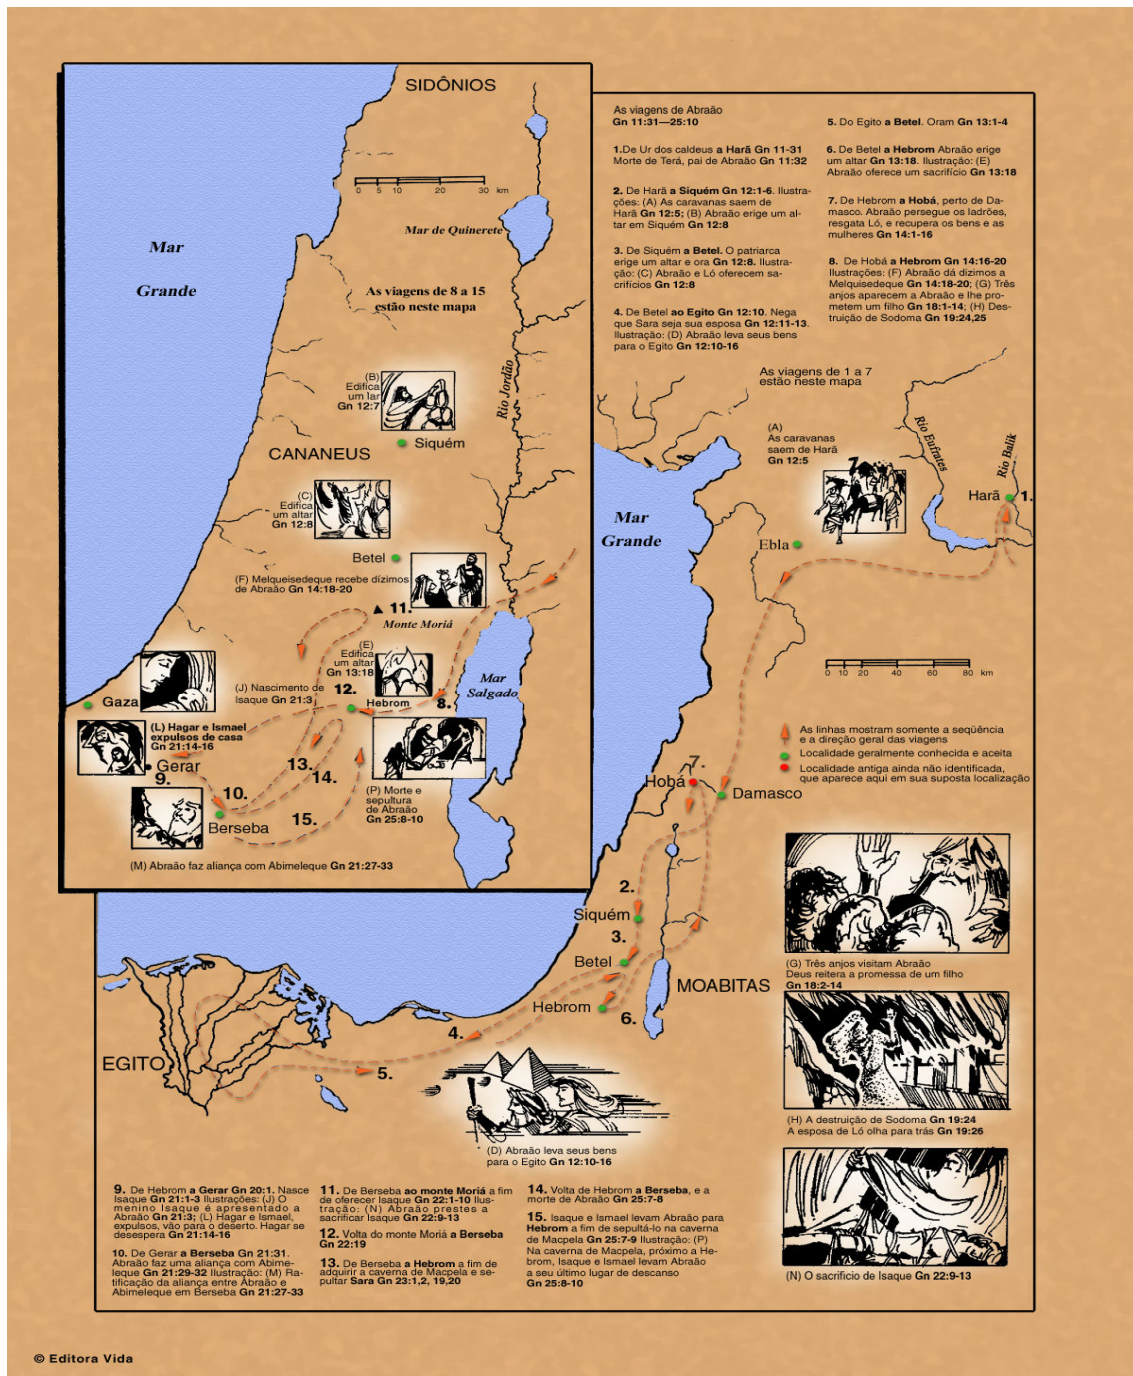 SIDÔNIOS
0 5 10 20 30 km
Mar de Quinerete
Mar
Grande
As viagens de 8 a 15
estão neste mapa
Rio Jordão
(B)
Edifica
um lar
Gn 12:7
Siquém
CANANEUS
(C)
Edifica
um altar
Gn 12:8
Betel
(F) Melqueisedeque recebe dízimos
de Abraão Gn 14:18-20
11.
Monte Moriá
(E)
Edifica
um altar
Gn 13:18
Mar
Salgado
Gaza
(J) Nascimento de
Isaque Gn 21:3
12.
Hebrom
8.
(L) Hagar e Ismael
expulsos de casa
Gn 21:14-16
Gerar
9.
13.
14.
10.
(P) Morte e
sepultura
de Abraão
Gn 25:8-10
15.
Berseba
(M) Abraão faz aliança com Abimeleque Gn 21:27-33
As viagens de Abraão
Gn 11:31—25:10
1.De Ur dos caldeus a Harã Gn 11-31
Morte de Terá, pai de Abraão Gn 11:32
2. De Harã a Siquém Gn 12:1-6. Ilustra-
ções: (A) As caravanas saem de
Harã Gn 12:5; (B) Abraão erige um al-
tar em Siquém Gn 12:8
3. De Siquém a Betel. O patriarca
erige um altar e ora Gn 12:8. Ilustra-
ção: (C) Abraão e Ló oferecem sa-
crifícios Gn 12:8
4. De Betel ao Egito Gn 12:10. Nega
que Sara seja sua esposa Gn 12:11-13.
Ilustração: (D) Abraão leva seus bens
para o Egito Gn 12:10-16
5. Do Egito a Betel. Oram Gn 13:1-4
6. De Betel a Hebrom Abraão erige
um altar Gn 13:18. Ilustração: (E)
Abraão oferece um sacrifício Gn 13:18
7. De Hebrom a Hobá, perto de Da-
masco. Abraão persegue os ladrões,
resgata Ló, e recupera os bens e as
mulheres Gn 14:1-16
8. De Hobá a Hebrom Gn 14:16-20
Ilustrações: (F) Abraão dá dizimos a
Melquisedeque Gn 14:18-20; (G) Três
anjos aparecem a Abraão e lhe pro-
metem um filho Gn 18:1-14; (H) Des-
truição de Sodoma Gn 19:24,25
As viagens de 1 a 7
estão neste mapa
(A)
As caravanas
saem de Harã
Gn 12:5
Rio Eufrates
Rio Balik
Harã 1.
Mar
Grande
Ebla
0 10 20 40 60 80 km
As linhas mostram somente a seqüência
e a direção geral das viagens
Localidade geralmente conhecida e aceita
Localidade antiga ainda não identificada,
que aparece aqui em sua suposta localização
7.
Hobá
Damasco
2.
Siquém
3.
Betel
MOABITAS
Hebrom
6.
4.
EGITO
5.
(D) Abraão leva seus bens
para o Egito Gn 12:10-16
(G) Três anjos visitam Abraão
Deus reitera a promessa de um filho
Gn 18:2-14
(H) A destruição de Sodoma Gn 19:24
A esposa de Ló olha para trás Gn 19:26
(N) O sacrificio de Isaque Gn 22:9-13
9. De Hebrom a Gerar Gn 20:1. Nasce
Isaque Gn 21:1-3 Ilustrações: (J) O
menino Isaque é apresentado a
Abraão Gn 21:3; (L) Hagar e Ismael,
expulsos, vão para o deserto. Hagar se
desespera Gn 21:14-16
10. De Gerar a Berseba Gn 21:31.
Abraão faz uma aliança com Abime-
leque Gn 21:29-32 Ilustração: (M) Ra-
tificação da aliança entre Abraão e
Abimeleque em Berseba Gn 21:27-33
11. De Berseba ao monte Moriá a fim
de oferecer Isaque Gn 22:1-10 Ilus-
tração: (N) Abraão prestes a
sacrificar Isaque Gn 22:9-13
12. Volta do monte Moriá a Berseba
Gn 22:19
13. De Berseba a Hebrom a fim de
adquirir a caverna de Macpela e se-
pultar Sara Gn 23:1,2, 19,20
14. Volta de Hebrom a Berseba, e a
morte de Abraão Gn 25:7-8
15. Isaque e Ismael levam Abraão para
Hebrom a fim de sepultá-lo na caverna
de Macpela Gn 25:7-9 Ilustração: (P)
Na caverna de Macpela, próximo a He-
brom, Isaque e Ismael levam Abraão
a seu último lugar de descanso
Gn 25:8-10
© Editora Vida